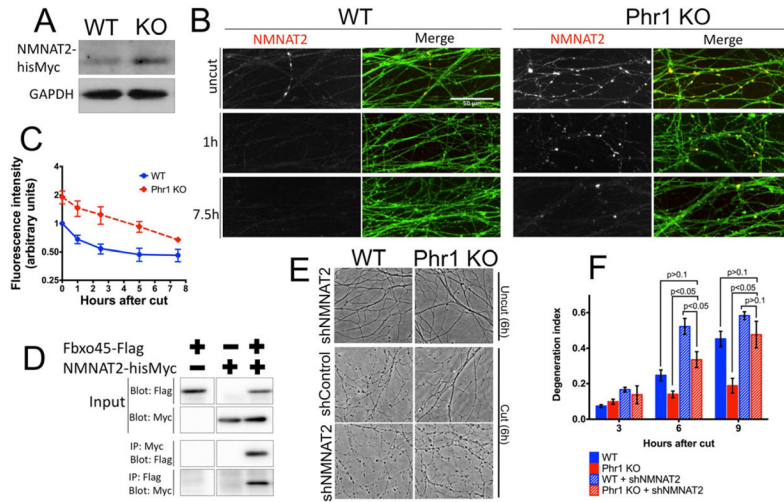 A
WT KO
NMNAT2-
hisMyc
GAPDH
B
WT
Phr1 KO
NMNAT2
Merge
NMNAT2
Merge
uncut
50 µm
1h
7.5h
C
Fluorescence intensity
(arbitrary units)
4
2
1
0.50
0.25
0 1 2 3 4 5 6 7 8
Hours after cut
WT
Phr1 KO
D
Fbxo45-Flag + − +
NMNAT2-hisMyc − + +
Input
Blot: Flag
Blot: Myc
IP: Myc
Blot: Flag
IP: Flag
Blot: Myc
E
WT Phr1 KO
shNMNAT2
shControl
shNMNAT2
Uncut (6h)
Cut (6h)
F
Degeneration index
0.6
0.4
0.2
0.0
p>0.1
p<0.05
p<0.05
p>0.1
p<0.05
p>0.1
3 6 9
Hours after cut
WT
Phr1 KO
WT + shNMNAT2
Phr1 KO + shNMNAT2